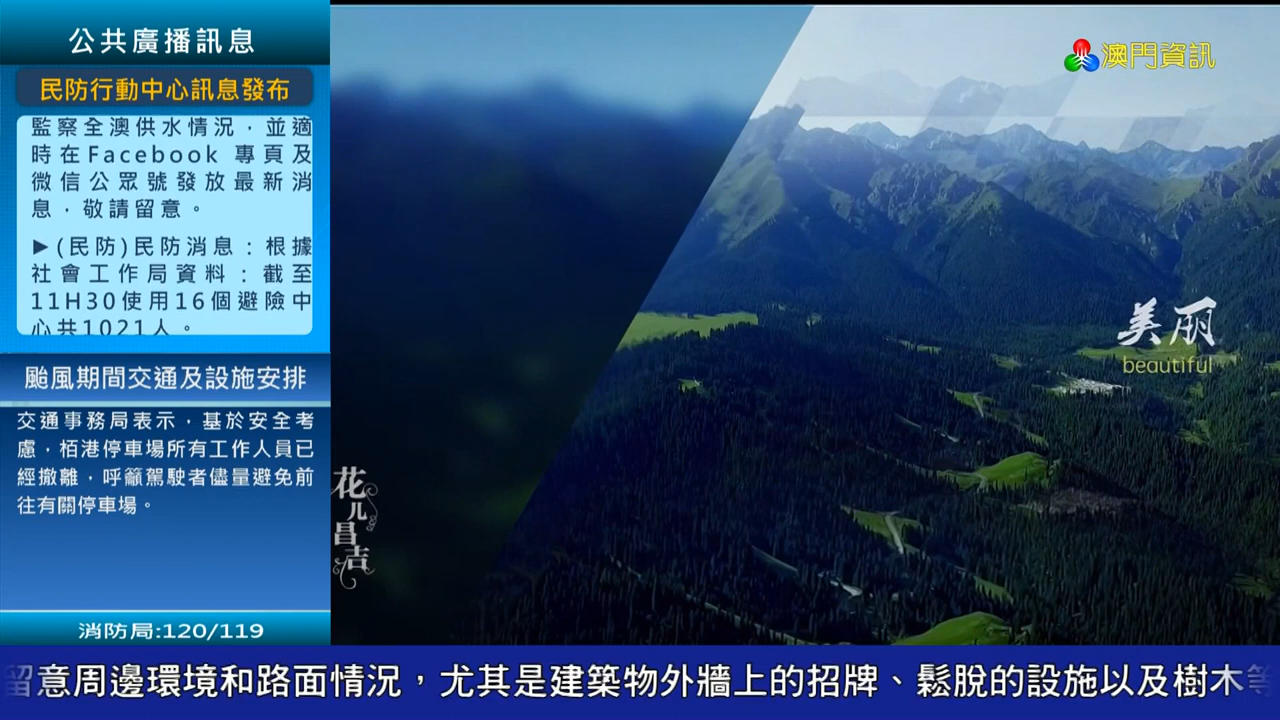 公共廣播訊息
民防行動中心訊息發布
監察全澳供水情況，並適
時在Facebook 專頁及
微信公眾號發放最新消
息，敬請留意。
►(民防)民防消息：根據
社會工作局資料：截至
11H30使用16個避險中
心共1021人。
颱風期間交通及設施安排
交通事務局表示，基於安全考
慮，栢港停車場所有工作人員已
經撤離，呼籲駕駛者儘量避免前
往有關停車場。
消防局:120/119
澳門資訊
美丽
beautiful
花儿昌吉
留意周邊環境和路面情況，尤其是建築物外牆上的招牌、鬆脫的設施以及樹木等